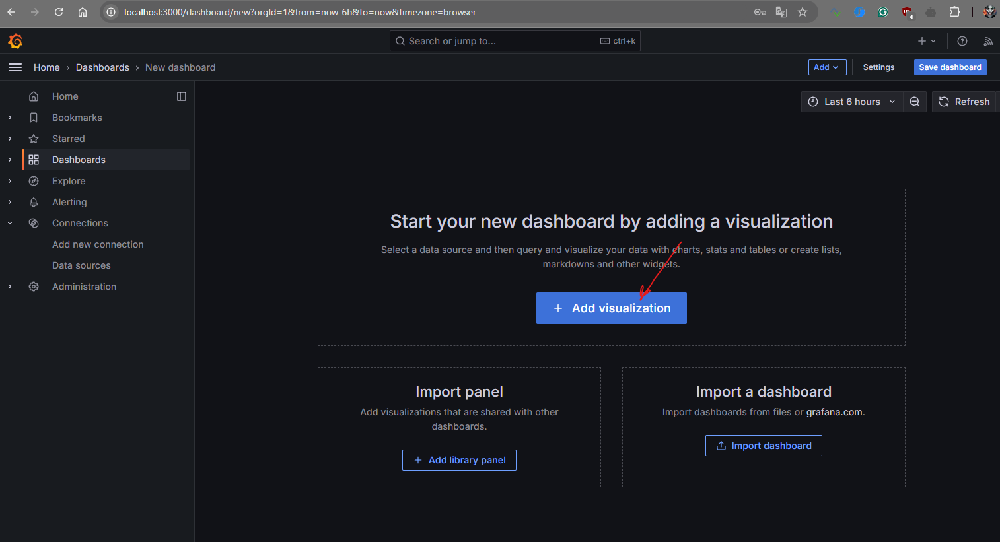 localhost:3000/dashboard/new?orgId=1&from=now-6h&to=now&timezone=browser
4
Search or jump to...
ctrl+k
Home › Dashboards › New dashboard
Add
Settings
Save dashboard
Home
Last 6 hours
Refresh
Bookmarks
Starred
Dashboards
Explore
Alerting
Connections
Add new connection
Data sources
Administration
Start your new dashboard by adding a visualization
Select a data source and then query and visualize your data with charts, stats and tables or create lists,
markdowns and other widgets.
+ Add visualization
Import panel
Add visualizations that are shared with other
dashboards.
+ Add library panel
Import a dashboard
Import dashboards from files or grafana.com.
Import dashboard